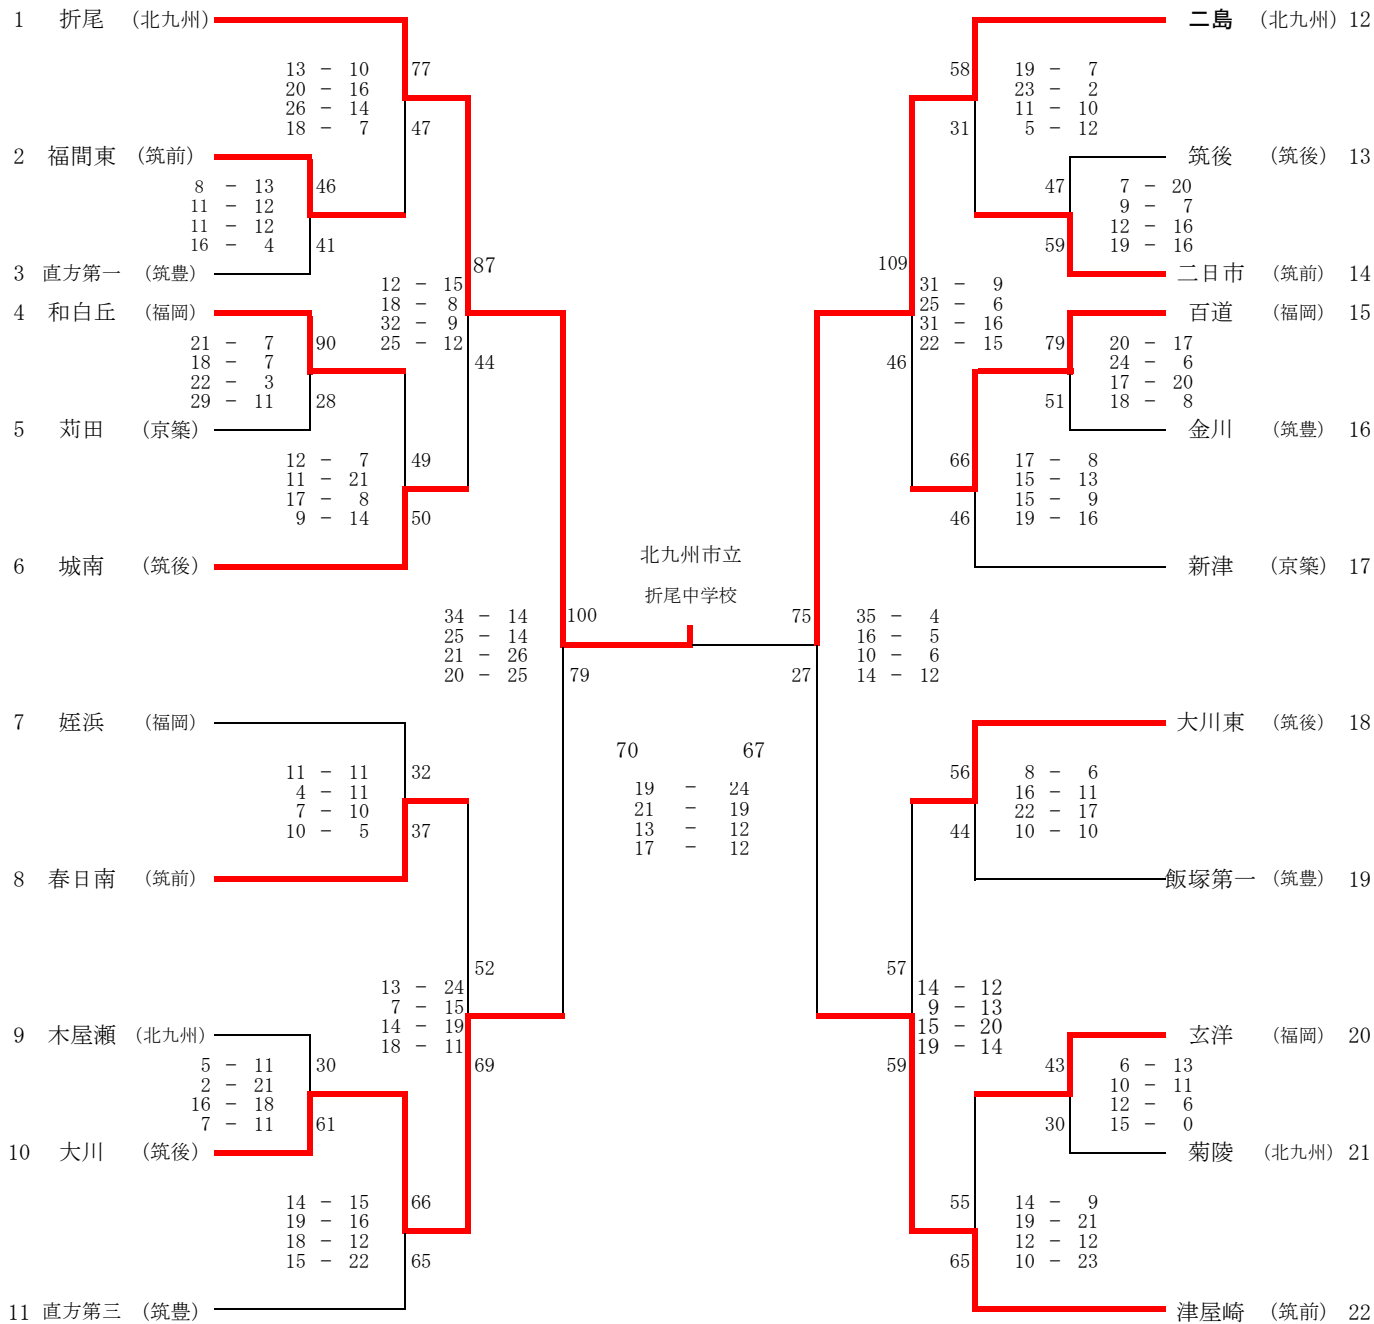 1 折尾 (北九州)
13 − 10 77
20 − 16
26 − 14
18 − 7 47
2 福間東 (筑前)
8 − 13 46
11 − 12
11 − 12
16 − 4 41
3 直方第一 (筑豊)
12 − 15 87
18 − 8
32 − 9
25 − 12 44
4 和白丘 (福岡)
21 − 7 90
18 − 7
22 − 3
29 − 11 28
5 苅田 (京築)
12 − 7 49
11 − 21
17 − 8
9 − 14 50
6 城南 (筑後)
34 − 14 100
25 − 14
21 − 26
20 − 25 79
7 姪浜 (福岡)
11 − 11 32
4 − 11
7 − 10
10 − 5 37
8 春日南 (筑前)
13 − 24 52
7 − 15
14 − 19
18 − 11 69
9 木屋瀬 (北九州)
5 − 11 30
2 − 21
16 − 18
7 − 11 61
10 大川 (筑後)
14 − 15 66
19 − 16
18 − 12
15 − 22 65
11 直方第三 (筑豊)
北九州市立
折尾中学校
70 67
19 − 24
21 − 19
13 − 12
17 − 12
二島 (北九州) 12
58 19 − 7
23 − 2
11 − 10
31 5 − 12
筑後 (筑後) 13
47 7 − 20
9 − 7
12 − 16
59 19 − 16
二日市 (筑前) 14
109 31 − 9
25 − 6
31 − 16
46 22 − 15
百道 (福岡) 15
79 20 − 17
24 − 6
17 − 20
51 18 − 8
金川 (筑豊) 16
66 17 − 8
15 − 13
15 − 9
46 19 − 16
新津 (京築) 17
75 35 − 4
16 − 5
10 − 6
27 14 − 12
大川東 (筑後) 18
56 8 − 6
16 − 11
22 − 17
44 10 − 10
飯塚第一 (筑豊) 19
57 14 − 12
9 − 13
15 − 20
59 19 − 14
玄洋 (福岡) 20
43 6 − 13
10 − 11
12 − 6
30 15 − 0
菊陵 (北九州) 21
55 14 − 9
19 − 21
12 − 12
65 10 − 23
津屋崎 (筑前) 22